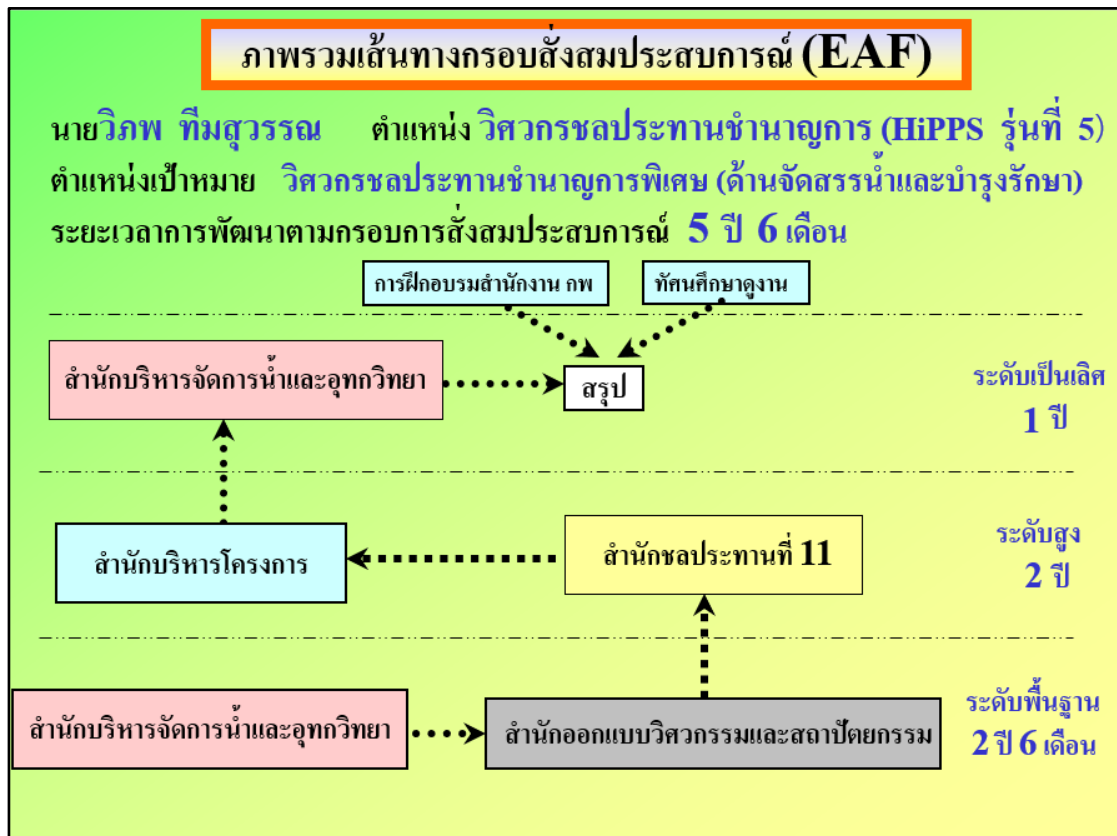 ภาพรวมเส้นทางกรอบสั่งสมประสบการณ์ (EAF)
นายวิภพ ทีมสุวรรณ ตำแหน่ง วิศวกรชลประทานชำนาญการ (HiPPS รุ่นที่ 5)
ตำแหน่งเป้าหมาย วิศวกรชลประทานชำนาญการพิเศษ (ด้านจัดสรรน้ำและบำรุงรักษา)
ระยะเวลาการพัฒนาตามกรอบการสั่งสมประสบการณ์ 5 ปี 6 เดือน
การฝึกอบรมสำนักงาน กพ
ทัศนศึกษาดูงาน
สำนักบริหารจัดการน้ำและอุทกวิทยา
สรุป
ระดับเป็นเลิศ
1 ปี
สำนักบริหารโครงการ
สำนักชลประทานที่ 11
ระดับสูง
2 ปี
สำนักบริหารจัดการน้ำและอุทกวิทยา
สำนักออกแบบวิศวกรรมและสถาปัตยกรรม
ระดับพื้นฐาน
2 ปี 6 เดือน